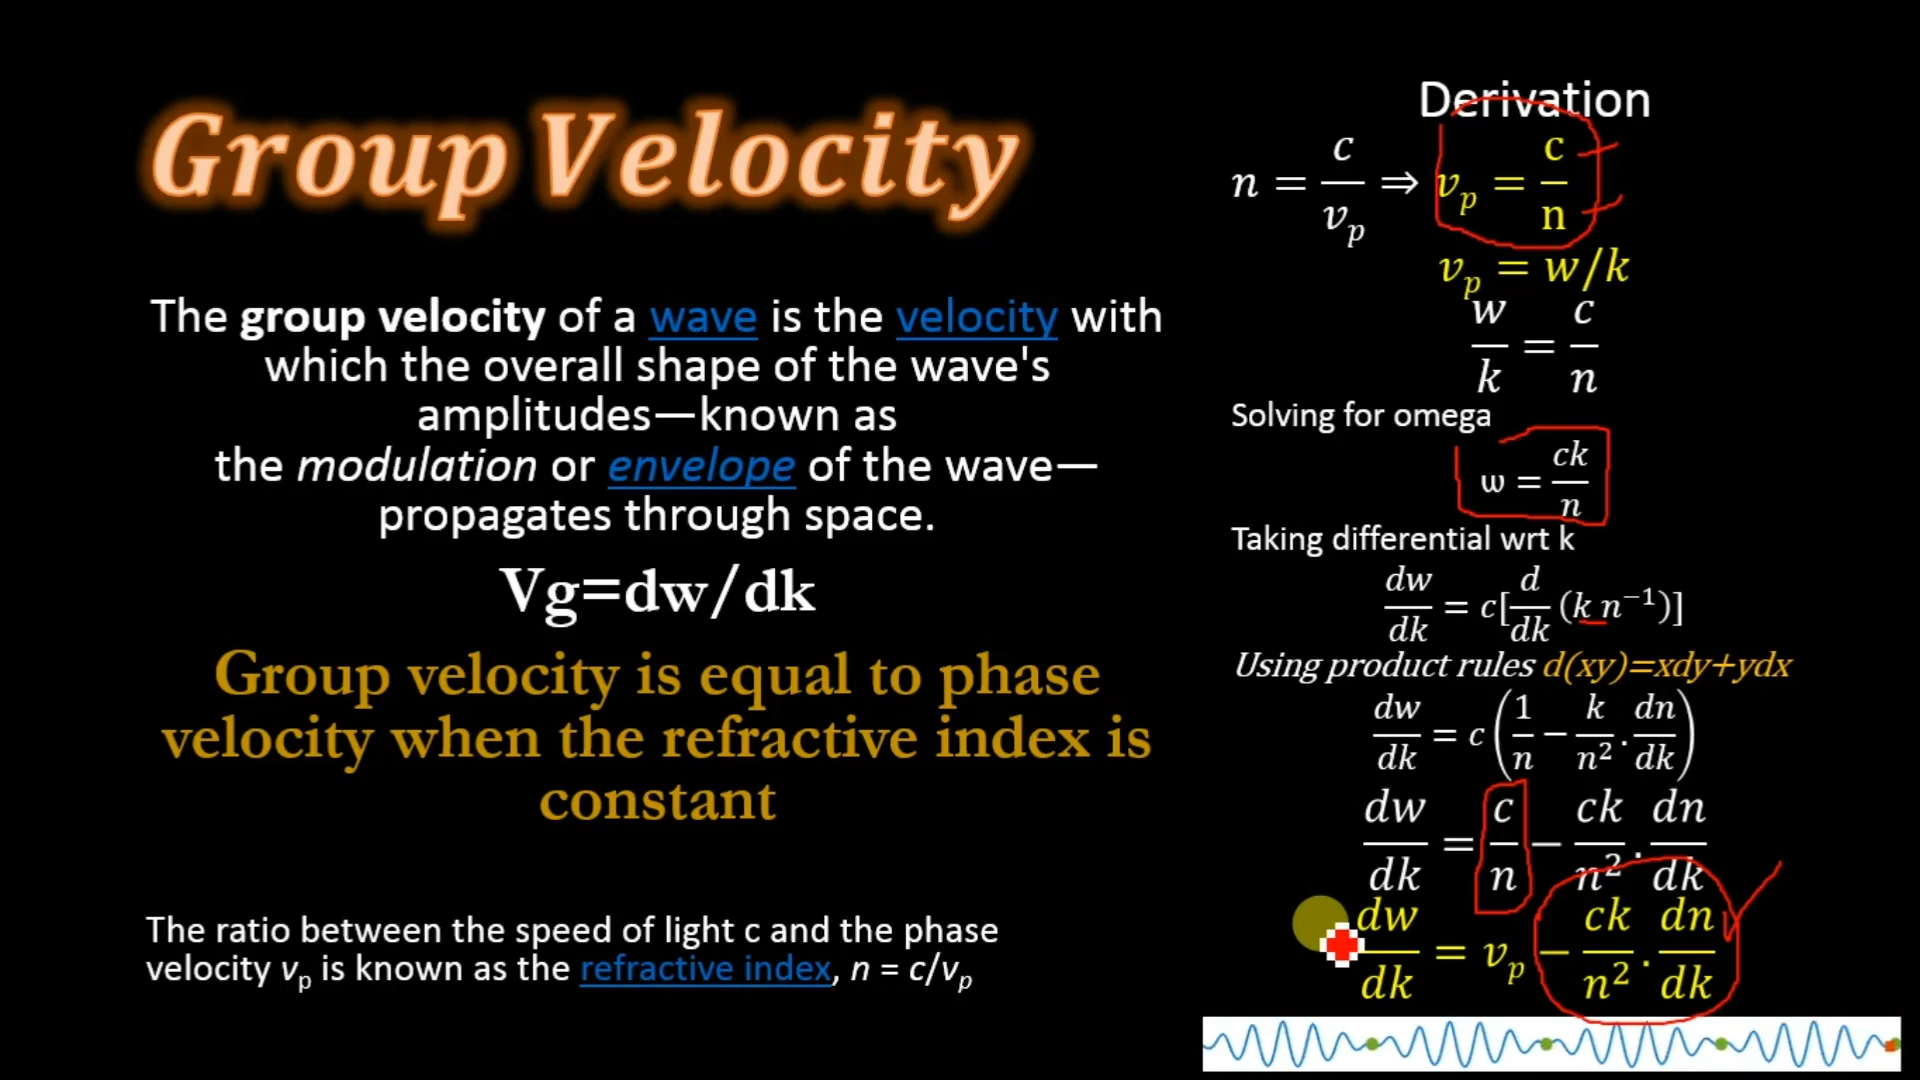 Group Velocity
The group velocity of a wave is the velocity with
which the overall shape of the wave's
amplitudes—known as
the modulation or envelope of the wave—
propagates through space.
Vg=dw/dk
Group velocity is equal to phase
velocity when the refractive index is
constant
The ratio between the speed of light c and the phase
velocity vₚ is known as the refractive index, n = c/vₚ
Derivation
n = c/vₚ ⇒ vₚ = c/n
vₚ = w/k
w/k = c/n
Solving for omega
ω = ck/n
Taking differential wrt k
dw/dk = c[d/dk (k n⁻¹)]
Using product rules d(xy)=xdy+ydx
dw/dk = c(1/n − k/n² . dn/dk)
dw/dk = c/n − ck/n² . dn/dk
dw/dk = vₚ − ck/n² . dn/dk